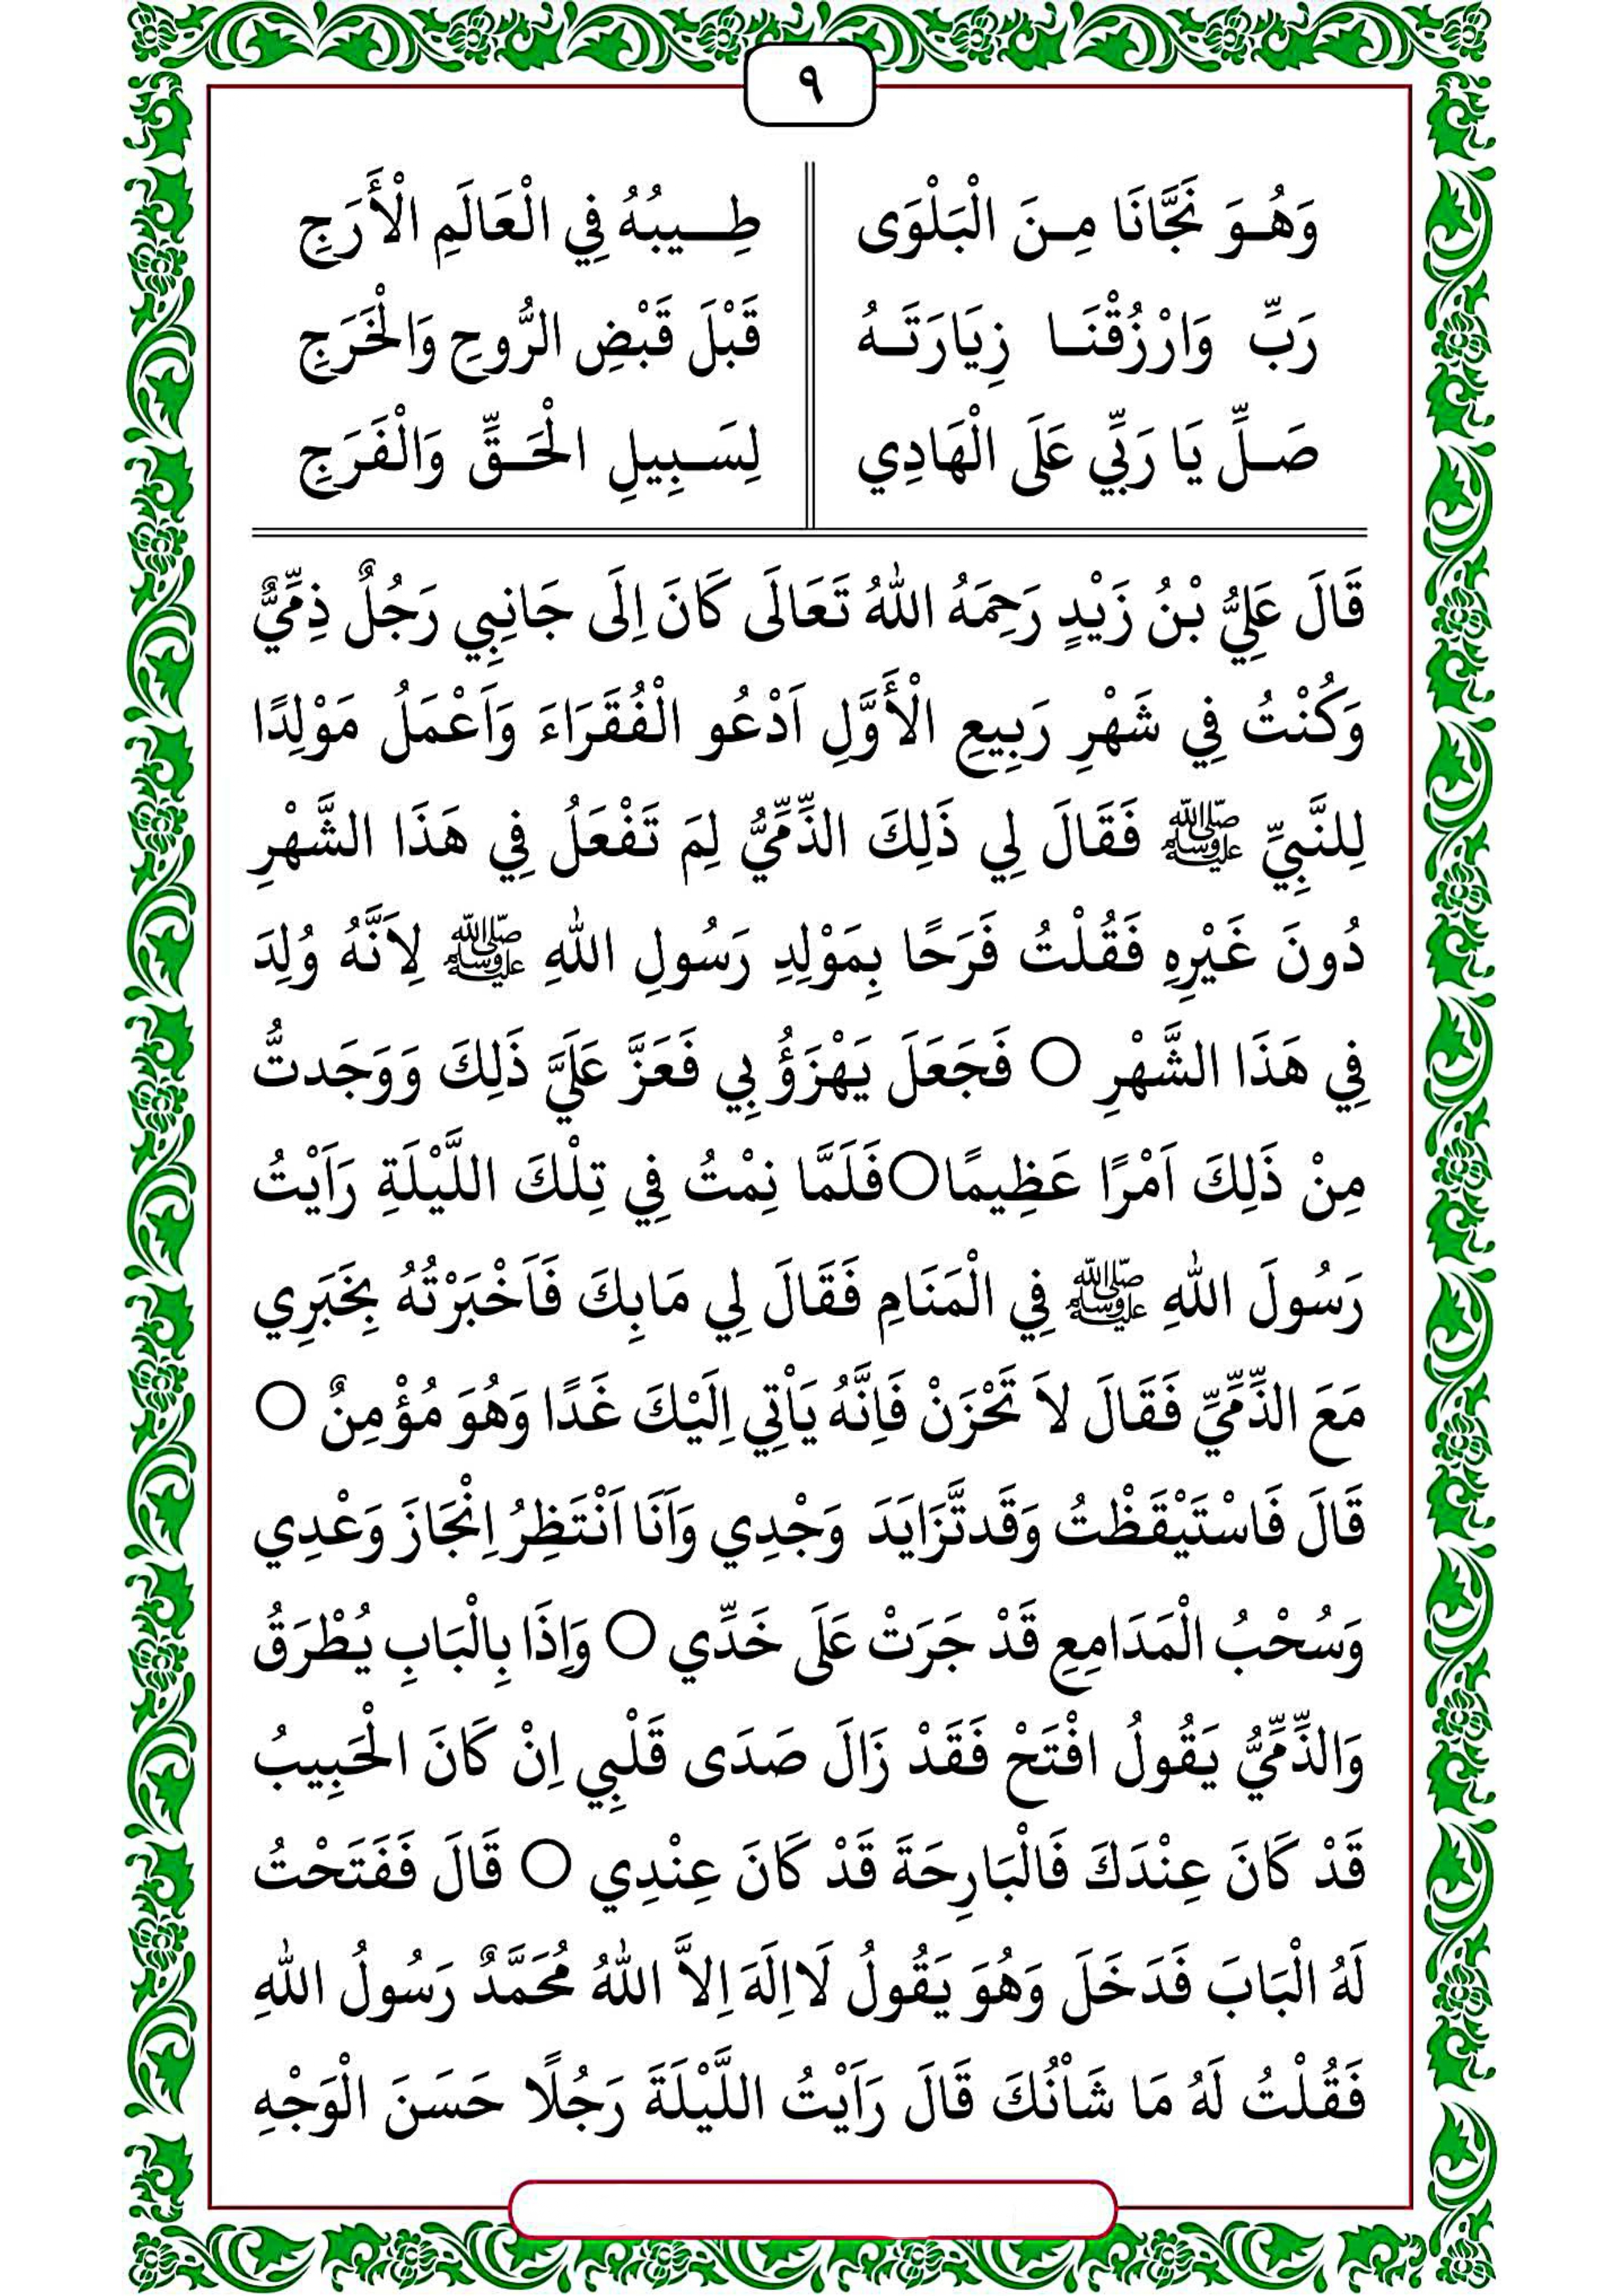 ٩
وَهُوَ نَجَّانَا مِنَ الْبَلْوَى طِيبُهُ فِي الْعَالَمِ الْأَرَجِ
رَبِّ وَارْزُقْنَا زِيَارَتَهُ قَبْلَ قَبْضِ الرُّوحِ وَالْخَرَجِ
صَلِّ يَا رَبِّي عَلَى الْهَادِي لِسَبِيلِ الْحَقِّ وَالْفَرَجِ
قَالَ عَلِيُّ بْنُ زَيْدٍ رَحِمَهُ اللهُ تَعَالَى كَانَ اِلَى جَانِبِي رَجُلٌ ذِمِّيٌّ
وَكُنْتُ فِي شَهْرِ رَبِيعِ الْأَوَّلِ اَدْعُو الْفُقَرَاءَ وَاَعْمَلُ مَوْلِدًا
لِلنَّبِيِّ ﷺ فَقَالَ لِي ذَلِكَ الذِّمِّيُّ لِمَ تَفْعَلُ فِي هَذَا الشَّهْرِ
دُونَ غَيْرِهِ فَقُلْتُ فَرَحًا بِمَوْلِدِ رَسُولِ اللهِ ﷺ لِاَنَّهُ وُلِدَ
فِي هَذَا الشَّهْرِ ○ فَجَعَلَ يَهْزَؤُ بِي فَعَزَّ عَلَيَّ ذَلِكَ وَوَجَدتُّ
مِنْ ذَلِكَ اَمْرًا عَظِيمًا○فَلَمَّا نِمْتُ فِي تِلْكَ اللَّيْلَةِ رَاَيْتُ
رَسُولَ اللهِ ﷺ فِي الْمَنَامِ فَقَالَ لِي مَابِكَ فَاَخْبَرْتُهُ بِخَبَرِي
مَعَ الذِّمِّيِّ فَقَالَ لاَ تَحْزَنْ فَاِنَّهُ يَاْتِي اِلَيْكَ غَدًا وَهُوَ مُؤْمِنٌ ○
قَالَ فَاسْتَيْقَظْتُ وَقَدتَّزَايَدَ وَجْدِي وَاَنَا اَنْتَظِرُ اِنْجَازَ وَعْدِي
وَسُحْبُ الْمَدَامِعِ قَدْ جَرَتْ عَلَى خَدِّي ○ وَاِذَا بِالْبَابِ يُطْرَقُ
وَالذِّمِّيُّ يَقُولُ افْتَحْ فَقَدْ زَالَ صَدَى قَلْبِي اِنْ كَانَ الْحَبِيبُ
قَدْ كَانَ عِنْدَكَ فَالْبَارِحَةَ قَدْ كَانَ عِنْدِي ○ قَالَ فَفَتَحْتُ
لَهُ الْبَابَ فَدَخَلَ وَهُوَ يَقُولُ لَااِلَهَ اِلاَّ اللهُ مُحَمَّدٌ رَسُولُ اللهِ
فَقُلْتُ لَهُ مَا شَاْنُكَ قَالَ رَاَيْتُ اللَّيْلَةَ رَجُلًا حَسَنَ الْوَجْهِ